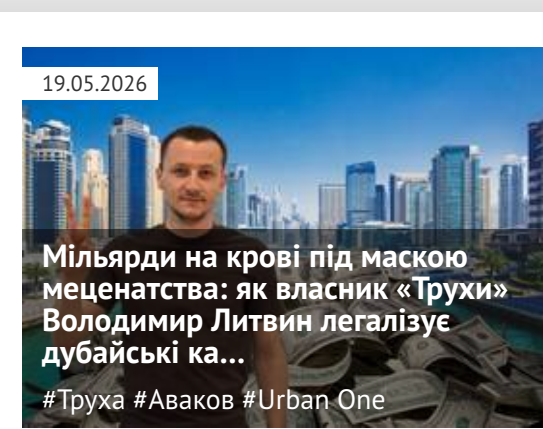 19.05.2026
Мільярди на крові під маскою
меценатства: як власник «Трухи»
Володимир Литвин легалізує
дубайські ка...
#Труха #Аваков #Urban One